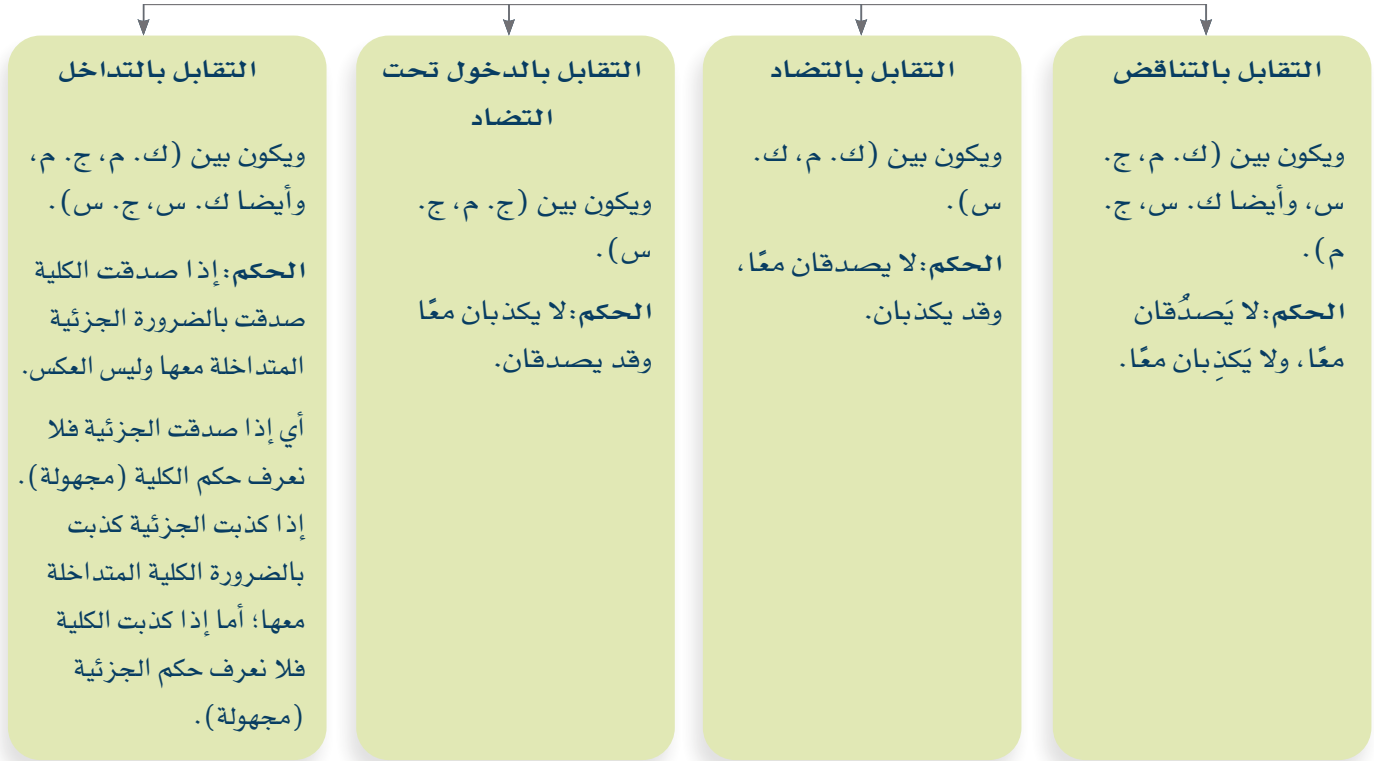 التقابل بالتناقض
ويكون بين (ك. م، ج.
س، وأيضا ك. س، ج.
م).
الحكم:لا يَصدُقان
معًا، ولا يَكذِبان معًا.
التقابل بالتضاد
ويكون بين (ك. م، ك.
س).
الحكم:لا يصدقان معًا،
وقد يكذبان.
التقابل بالدخول تحت
التضاد
ويكون بين (ج. م، ج.
س).
الحكم:لا يكذبان معًا
وقد يصدقان.
التقابل بالتداخل
ويكون بين (ك. م، ج. م،
وأيضا ك. س، ج. س).
الحكم:إذا صدقت الكلية
صدقت بالضرورة الجزئية
المتداخلة معها وليس العكس.
أي إذا صدقت الجزئية فلا
نعرف حكم الكلية (مجهولة).
إذا كذبت الجزئية كذبت
بالضرورة الكلية المتداخلة
معها؛ أما إذا كذبت الكلية
فلا نعرف حكم الجزئية
(مجهولة).